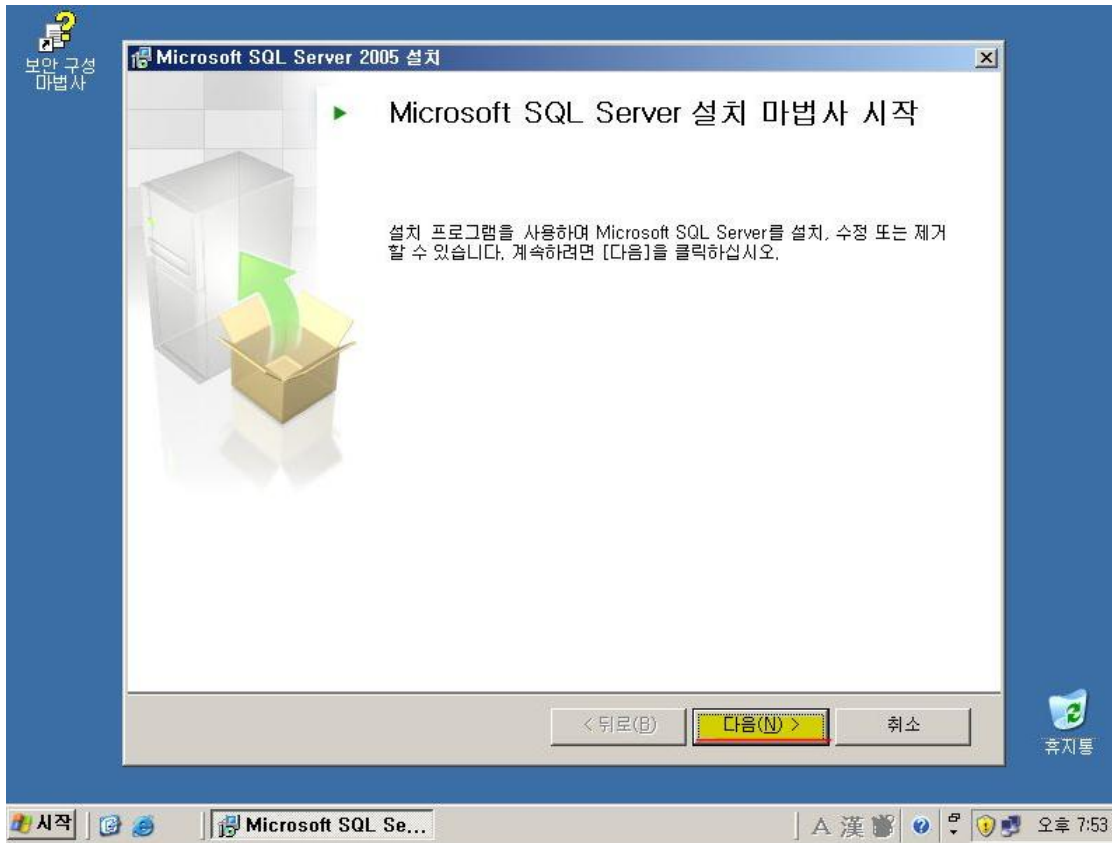 보안 구성
마법사
Microsoft SQL Server 2005 설치
Microsoft SQL Server 설치 마법사 시작
설치 프로그램을 사용하여 Microsoft SQL Server를 설치, 수정 또는 제거
할 수 있습니다. 계속하려면 [다음]을 클릭하십시오.
< 뒤로(B)
다음(N) >
취소
휴지통
시작
Microsoft SQL Se...
A 漢
오후 7:53